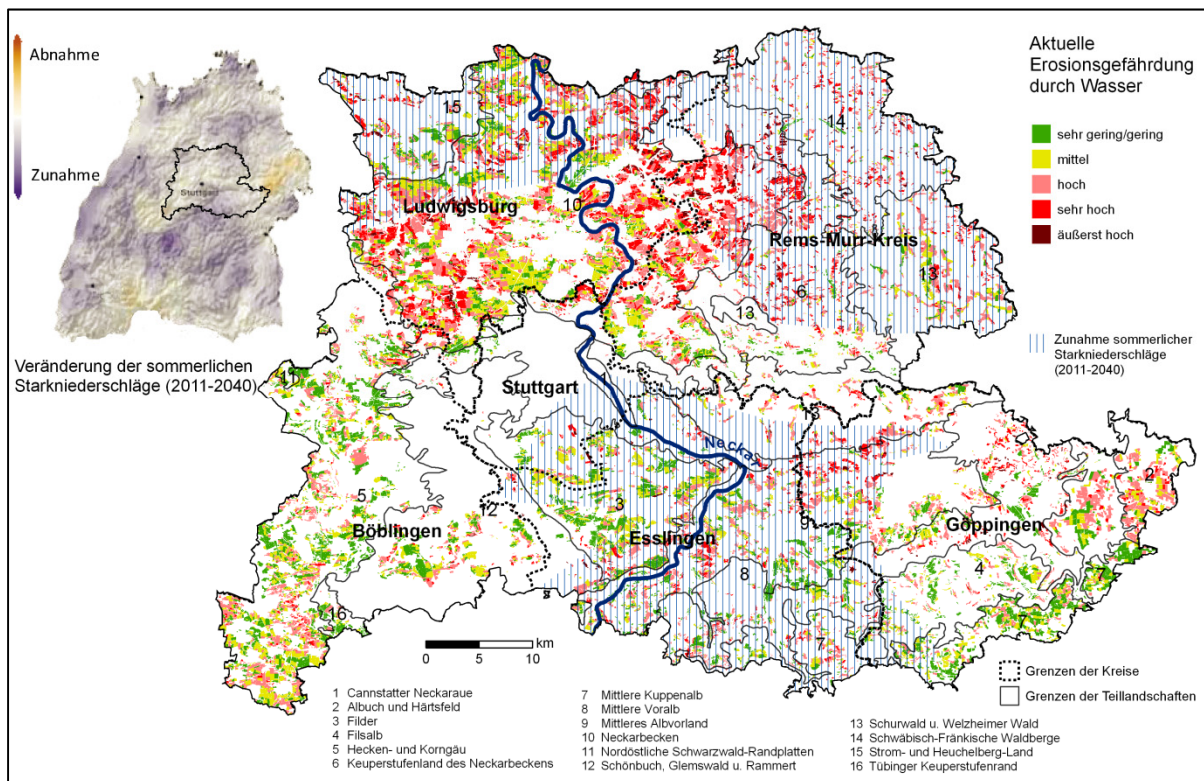 Abnahme
Zunahme
Stuttgart
Veränderung der sommerlichen
Starkniederschläge (2011-2040)
Aktuelle
Erosionsgefährdung
durch Wasser
sehr gering/gering
mittel
hoch
sehr hoch
äußerst hoch
Zunahme sommerlicher
Starkniederschläge
(2011-2040)
15
14
Ludwigsburg
10
Rems-Murr-Kreis
13
6
13
11
Stuttgart
13
Neckar
2
5
3
12
Böblingen
Esslingen
9
Göppingen
8
4
7
16
7
7
km
0 5 10
Grenzen der Kreise
Grenzen der Teillandschaften
1 Cannstatter Neckaraue
2 Albuch und Härtsfeld
3 Filder
4 Filsalb
5 Hecken- und Korngäu
6 Keuperstufenland des Neckarbeckens
7 Mittlere Kuppenalb
8 Mittlere Voralb
9 Mittleres Albvorland
10 Neckarbecken
11 Nordöstliche Schwarzwald-Randplatten
12 Schönbuch, Glemswald u. Rammert
13 Schurwald u. Welzheimer Wald
14 Schwäbisch-Fränkische Waldberge
15 Strom- und Heuchelberg-Land
16 Tübinger Keuperstufenrand